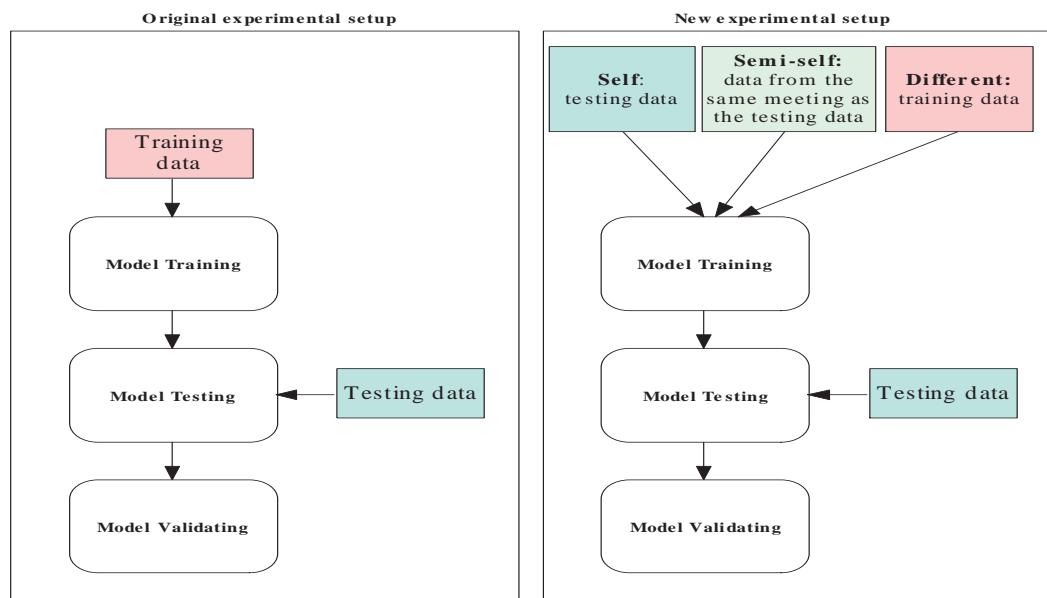 Original experimental setup
Training
data
Model Training
Model Testing
Testing data
Model Validating
New experimental setup
Self:
testing data
Semi-self:
data from the
same meeting as
the testing data
Different:
training data
Model Training
Model Testing
Testing data
Model Validating